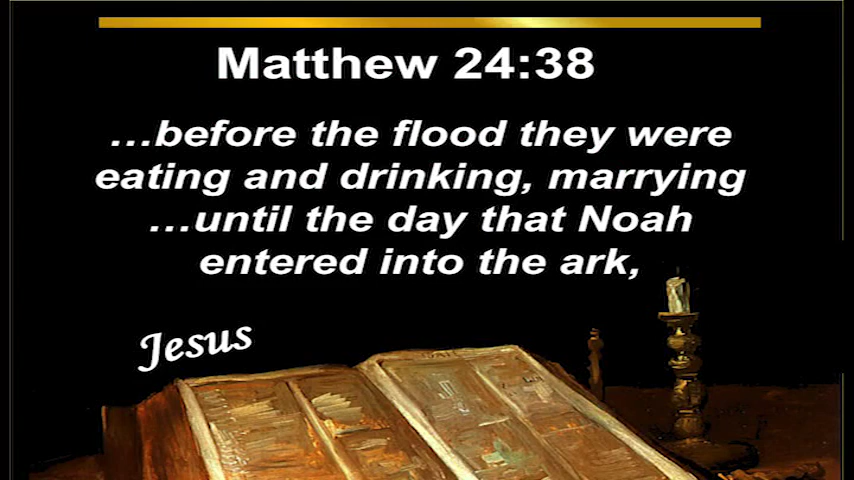 Matthew 24:38
...before the flood they were
eating and drinking, marrying
...until the day that Noah
entered into the ark,
Jesus